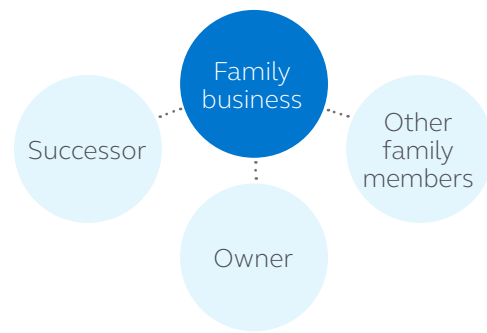 Family
business
Successor
Other
family
members
Owner